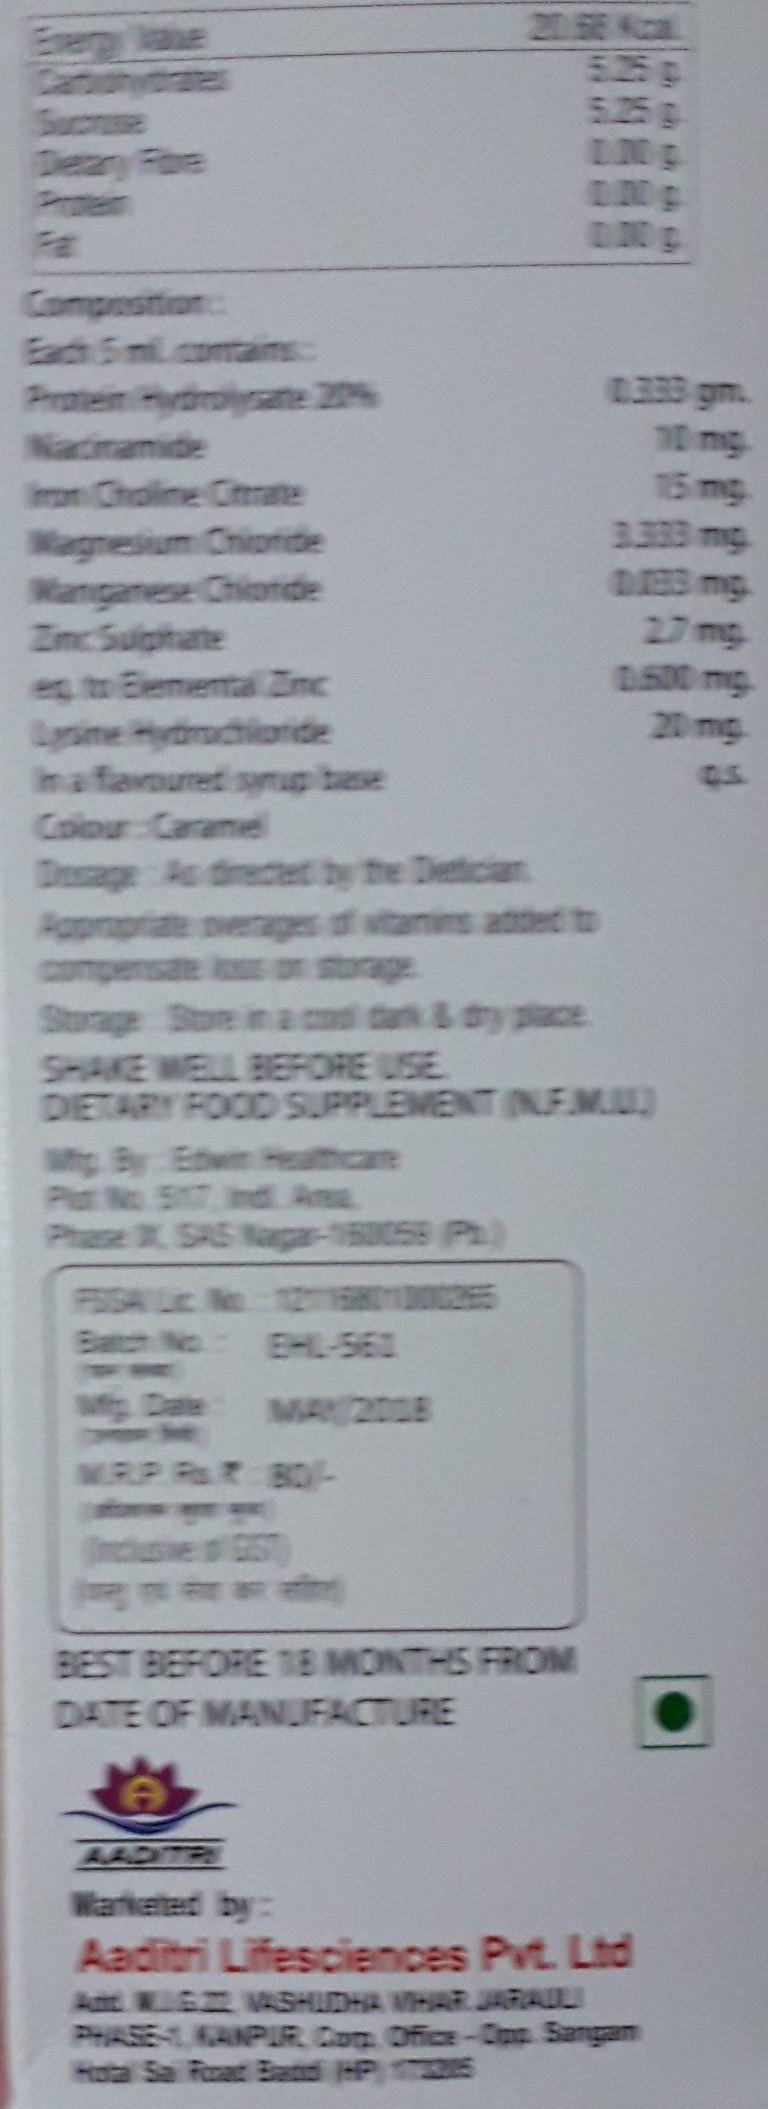 Energy Value 20.66 Kcal.
Carbohydrates 5.25 g.
Sucrose 5.25 g.
Dietary Fibre 0.00 g.
Protein 0.00 g.
Fat 0.00 g.
Composition :
Each 5 ml. contains :
Protein Hydrolysate 20% 0.333 gm.
Niacinamide 10 mg.
Iron Choline Citrate 15 mg.
Magnesium Chloride 3.333 mg.
Manganese Chloride 0.033 mg.
Zinc Sulphate 2.7 mg.
eq. to Elemental Zinc 0.600 mg.
Lysine Hydrochloride 20 mg.
In a flavoured syrup base q.s.
Colour : Caramel
Dosage : As directed by the Dietician.
Appropriate overages of vitamins added to
compensate loss on storage.
Storage : Store in a cool dark & dry place.
SHAKE WELL BEFORE USE.
DIETARY FOOD SUPPLEMENT (N.F.M.U.)
Mfg. By : Edwin Healthcare
Plot No. 517, Indl. Area,
Phase IX, SAS Nagar-160059 (Pb.)
FSSAI Lic. No. : 12116801000265
Batch No. : EHL-561
Mfg. Date : MAY/2018
M.R.P. Rs. ₹ : 80/-
(Inclusive of GST)
BEST BEFORE 18 MONTHS FROM
DATE OF MANUFACTURE
AADITRI
Marketed by :
Aaditri Lifesciences Pvt. Ltd
Add. VASHUDHA VIHAR JARAULI
PHASE-1, KANPUR, Corp. Office - Opp. Sangam
Hotal Sai Road Baddi (HP) 173205